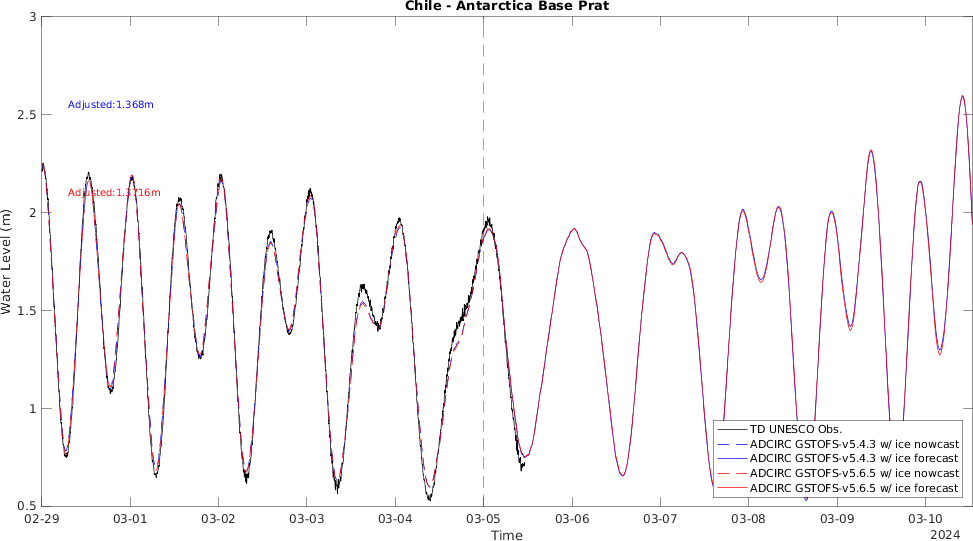 Chile - Antarctica Base Prat
3
2.5
2
1.5
1
0.5
Water Level (m)
Adjusted:1.368m
Adjusted:1.3716m
TD UNESCO Obs.
ADCIRC GSTOFS-v5.4.3 w/ ice nowcast
ADCIRC GSTOFS-v5.4.3 w/ ice forecast
ADCIRC GSTOFS-v5.6.5 w/ ice nowcast
ADCIRC GSTOFS-v5.6.5 w/ ice forecast
02-29 03-01 03-02 03-03 03-04 03-05 03-06 03-07 03-08 03-09 03-10
Time
2024